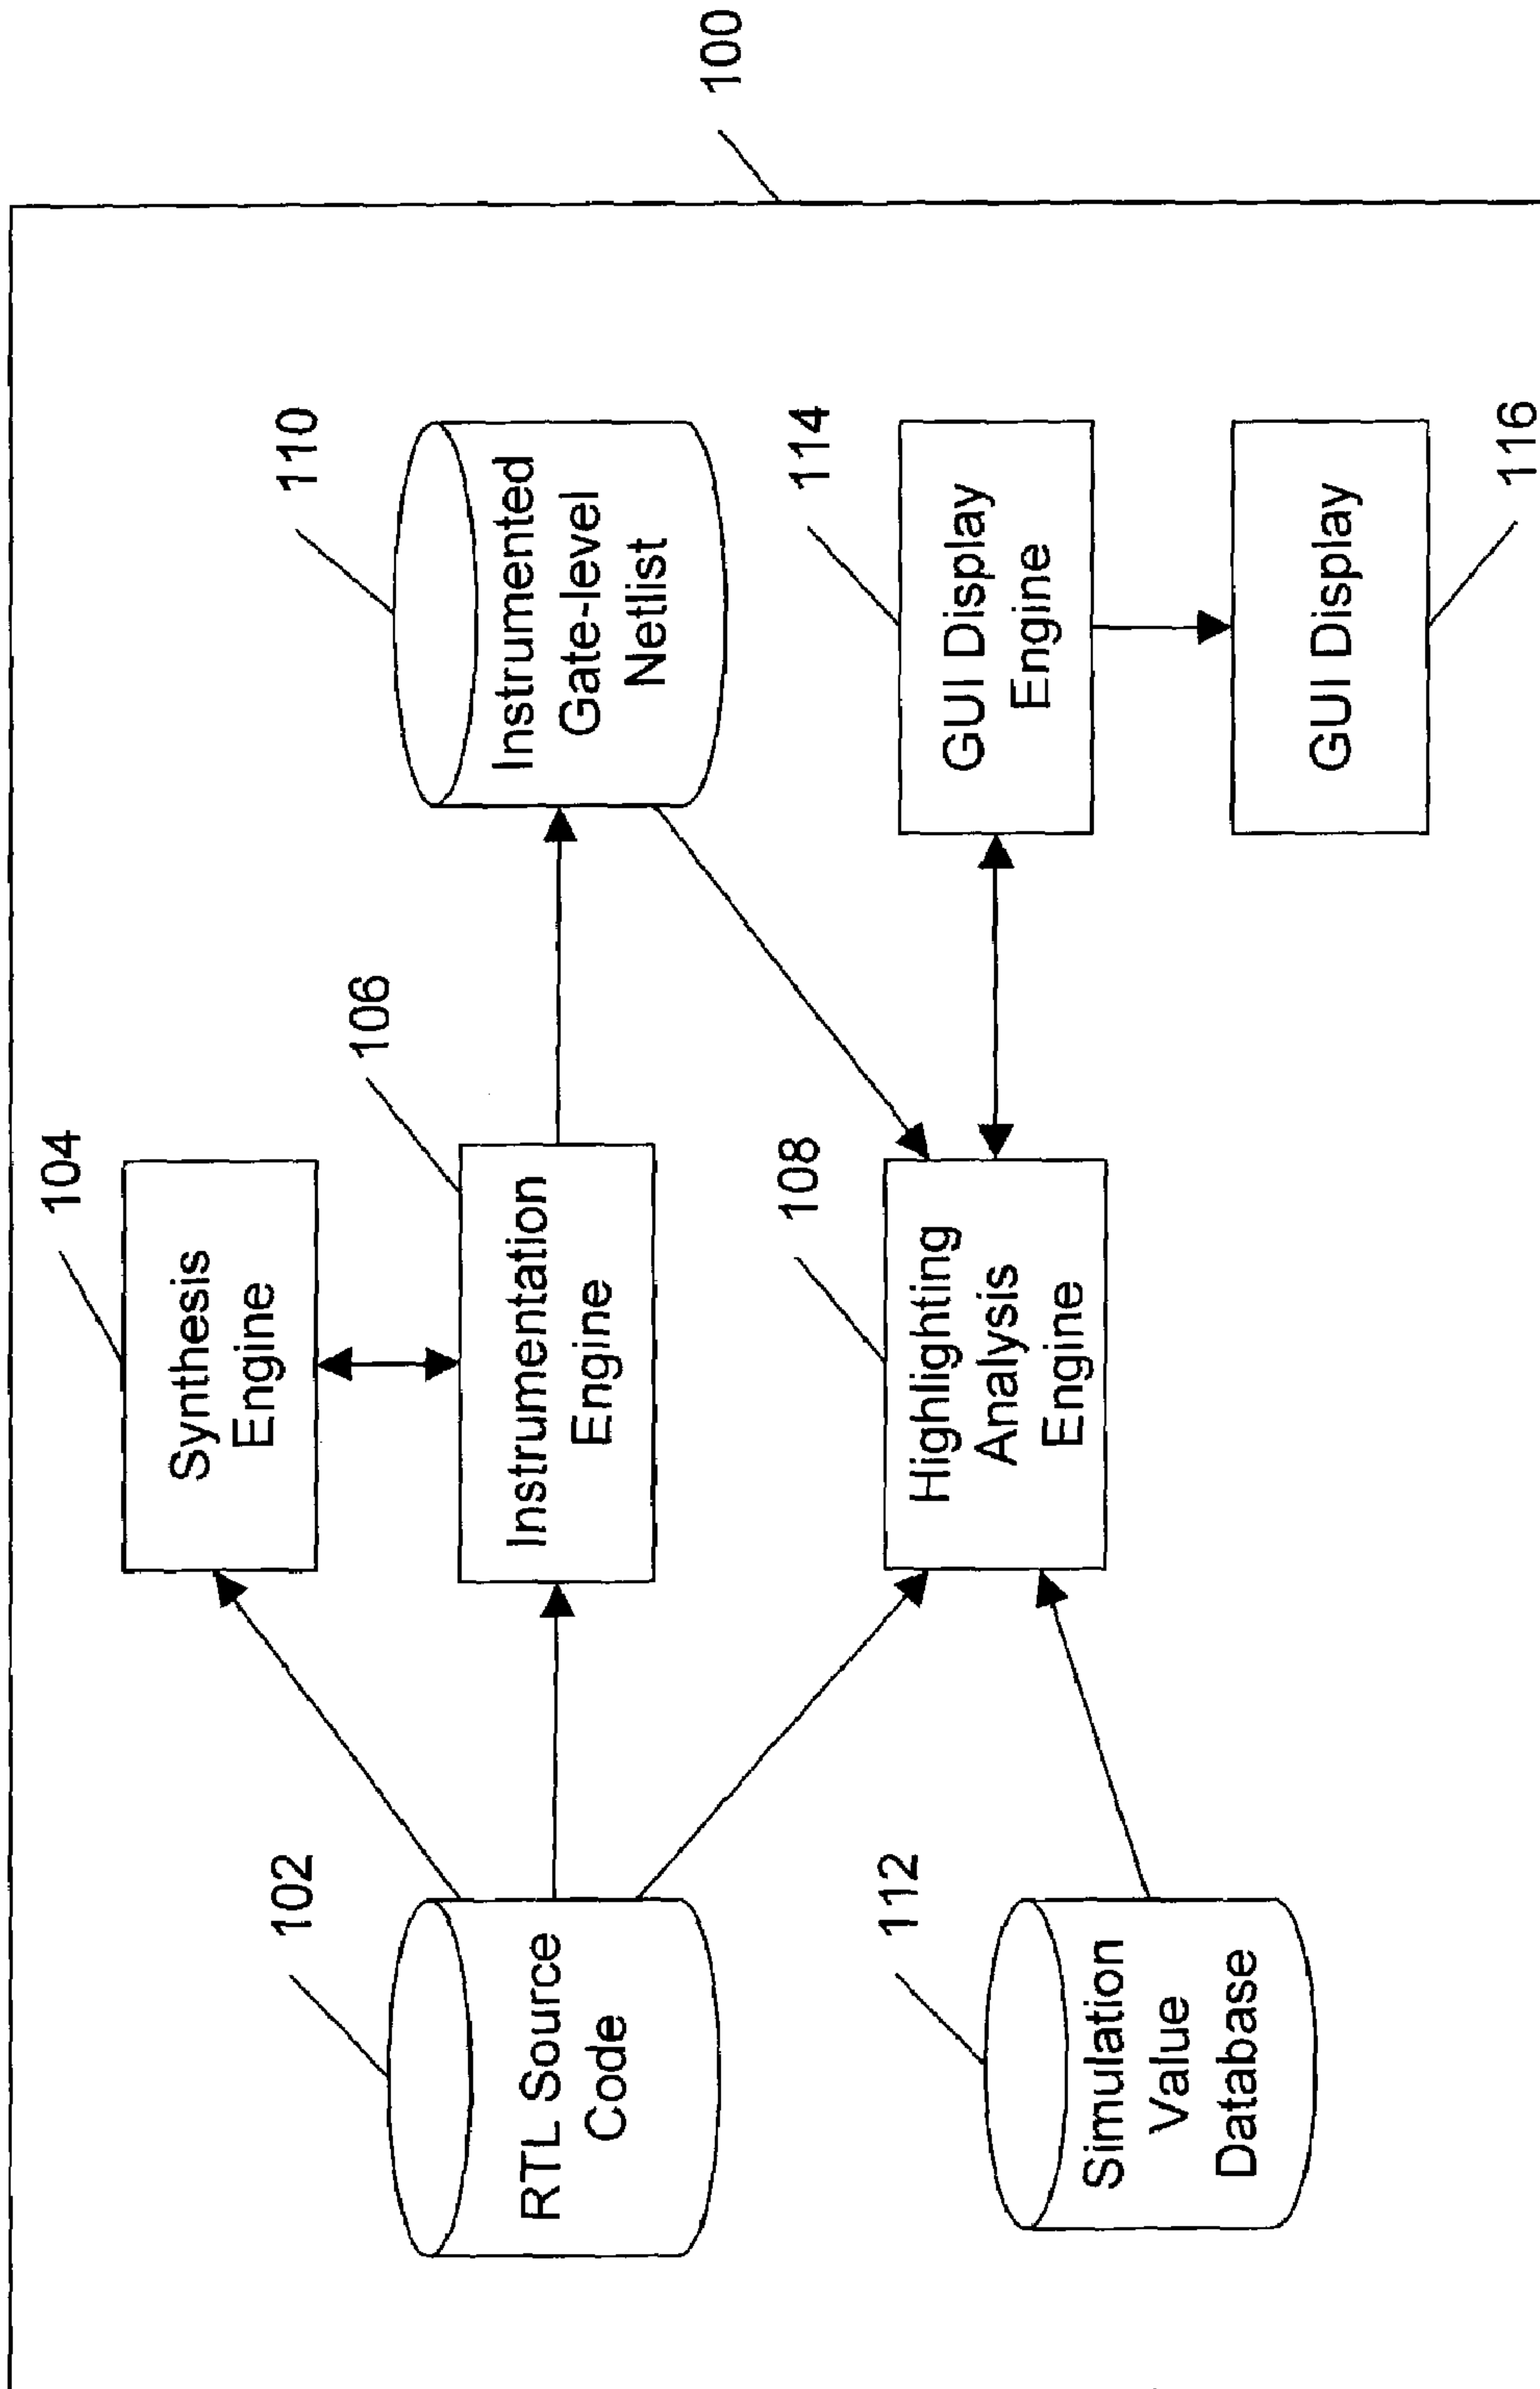 100
104
Synthesis
Engine
102
RTL Source
Code
106
Instrumentation
Engine
110
Instrumented
Gate-level
Netlist
112
Simulation
Value
Database
108
Highlighting
Analysis
Engine
114
GUI Display
Engine
GUI Display
116